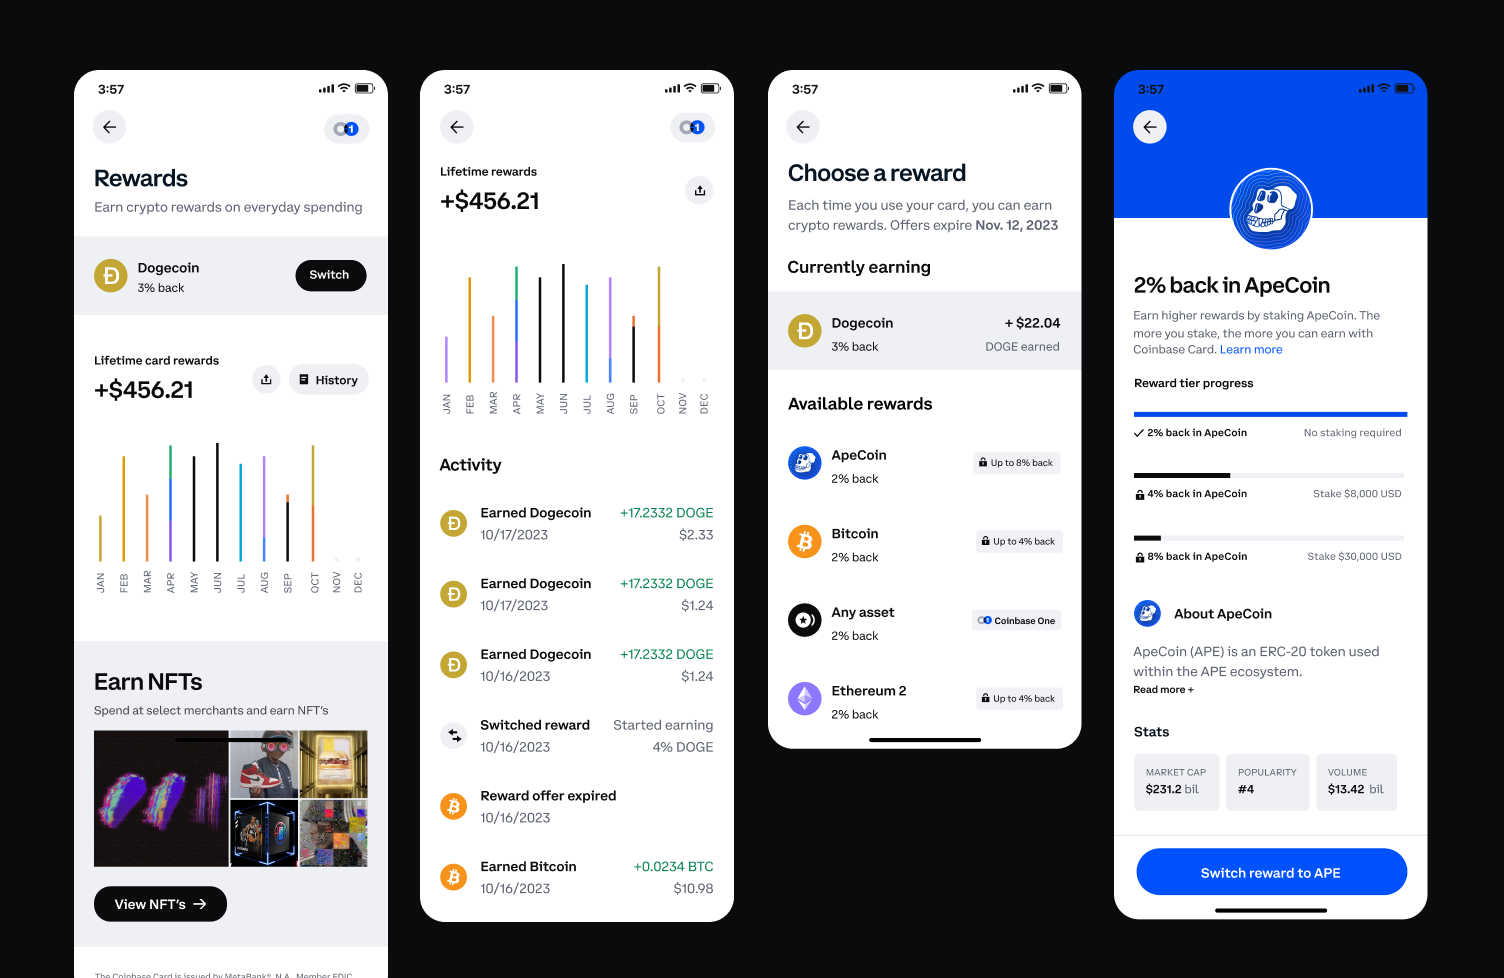 3:57
Rewards
Earn crypto rewards on everyday spending
Dogecoin
3% back
Switch
Lifetime card rewards
+$456.21
History
JAN FEB MAR APR MAY JUN JUL AUG SEP OCT NOV DEC
Earn NFTs
Spend at select merchants and earn NFT's
View NFT's →
The Coinbase Card is issued by MetaBank®, N.A., Member FDIC,
3:57
Lifetime rewards
+$456.21
JAN FEB MAR APR MAY JUN JUL AUG SEP OCT NOV DEC
Activity
Earned Dogecoin +17.2332 DOGE
10/17/2023 $2.33
Earned Dogecoin +17.2332 DOGE
10/17/2023 $1.24
Earned Dogecoin +17.2332 DOGE
10/16/2023 $1.24
Switched reward Started earning
10/16/2023 4% DOGE
Reward offer expired
10/16/2023
Earned Bitcoin +0.0234 BTC
10/16/2023 $10.98
3:57
Choose a reward
Each time you use your card, you can earn
crypto rewards. Offers expire Nov. 12, 2023
Currently earning
Dogecoin + $22.04
3% back DOGE earned
Available rewards
ApeCoin
2% back
Up to 8% back
Bitcoin
2% back
Up to 4% back
Any asset
2% back
Coinbase One
Ethereum 2
2% back
Up to 4% back
3:57
2% back in ApeCoin
Earn higher rewards by staking ApeCoin. The
more you stake, the more you can earn with
Coinbase Card. Learn more
Reward tier progress
2% back in ApeCoin No staking required
4% back in ApeCoin Stake $8,000 USD
8% back in ApeCoin Stake $30,000 USD
About ApeCoin
ApeCoin (APE) is an ERC-20 token used
within the APE ecosystem.
Read more +
Stats
MARKET CAP
$231.2 bil
POPULARITY
#4
VOLUME
$13.42 bil
Switch reward to APE